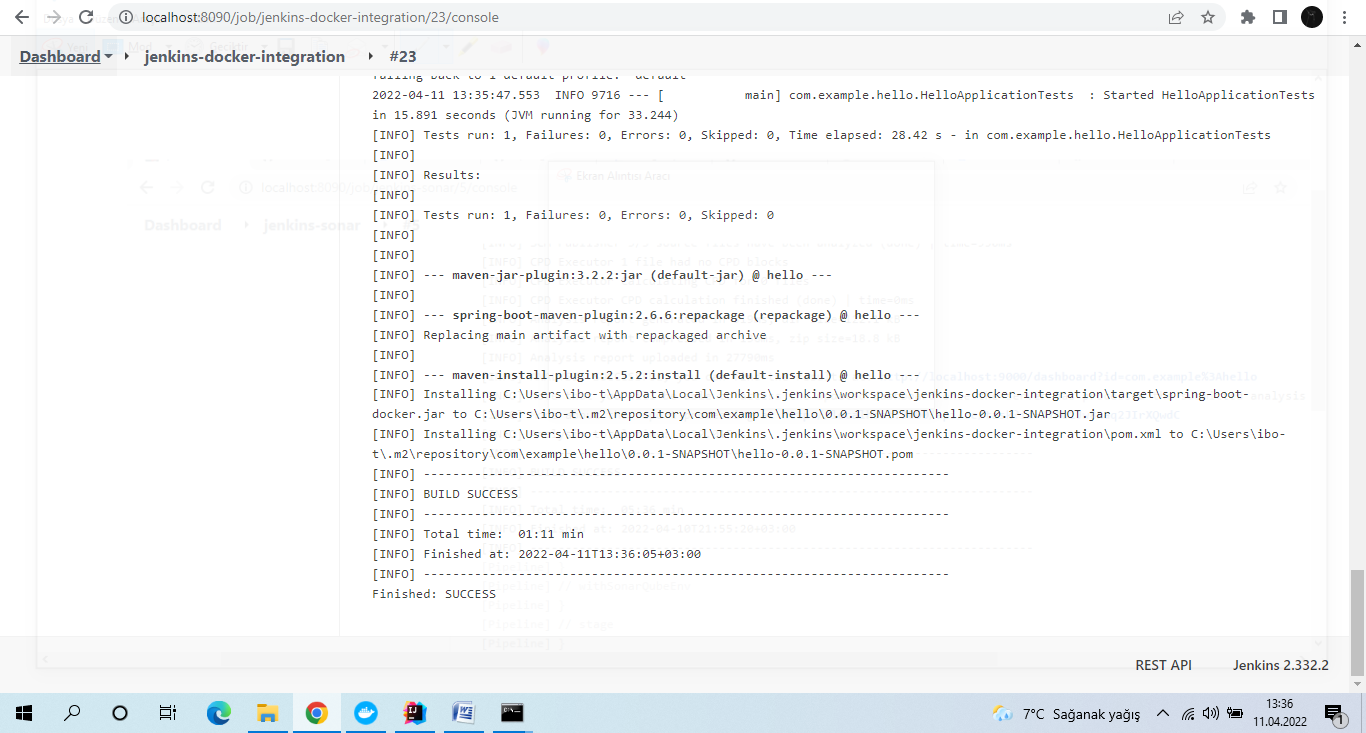 localhost:8090/job/jenkins-docker-integration/23/console
Dashboard jenkins-docker-integration #23
falling back to 1 default profile: "default"
2022-04-11 13:35:47.553  INFO 9716 --- [           main] com.example.hello.HelloApplicationTests  : Started HelloApplicationTests
in 15.891 seconds (JVM running for 33.244)
[INFO] Tests run: 1, Failures: 0, Errors: 0, Skipped: 0, Time elapsed: 28.42 s - in com.example.hello.HelloApplicationTests
[INFO]
[INFO] Results:
[INFO]
[INFO] Tests run: 1, Failures: 0, Errors: 0, Skipped: 0
[INFO]
[INFO]
[INFO] --- maven-jar-plugin:3.2.2:jar (default-jar) @ hello ---
[INFO]
[INFO] --- spring-boot-maven-plugin:2.6.6:repackage (repackage) @ hello ---
[INFO] Replacing main artifact with repackaged archive
[INFO]
[INFO] --- maven-install-plugin:2.5.2:install (default-install) @ hello ---
[INFO] Installing C:\Users\ibo-t\AppData\Local\Jenkins\.jenkins\workspace\jenkins-docker-integration\target\spring-boot-
docker.jar to C:\Users\ibo-t\.m2\repository\com\example\hello\0.0.1-SNAPSHOT\hello-0.0.1-SNAPSHOT.jar
[INFO] Installing C:\Users\ibo-t\AppData\Local\Jenkins\.jenkins\workspace\jenkins-docker-integration\pom.xml to C:\Users\ibo-
t\.m2\repository\com\example\hello\0.0.1-SNAPSHOT\hello-0.0.1-SNAPSHOT.pom
[INFO] ------------------------------------------------------------------------
[INFO] BUILD SUCCESS
[INFO] ------------------------------------------------------------------------
[INFO] Total time:  01:11 min
[INFO] Finished at: 2022-04-11T13:36:05+03:00
[INFO] ------------------------------------------------------------------------
Finished: SUCCESS
REST API Jenkins 2.332.2
7°C Sağanak yağış
13:36
11.04.2022
1